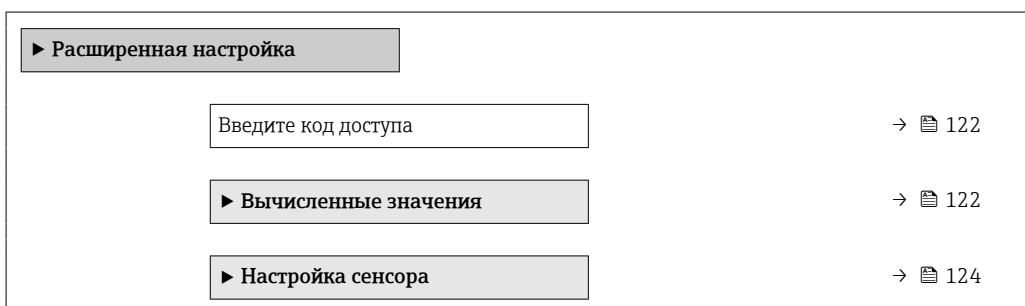 ▶ Расширенная настройка
Введите код доступа → 122
▶ Вычисленные значения → 122
▶ Настройка сенсора → 124